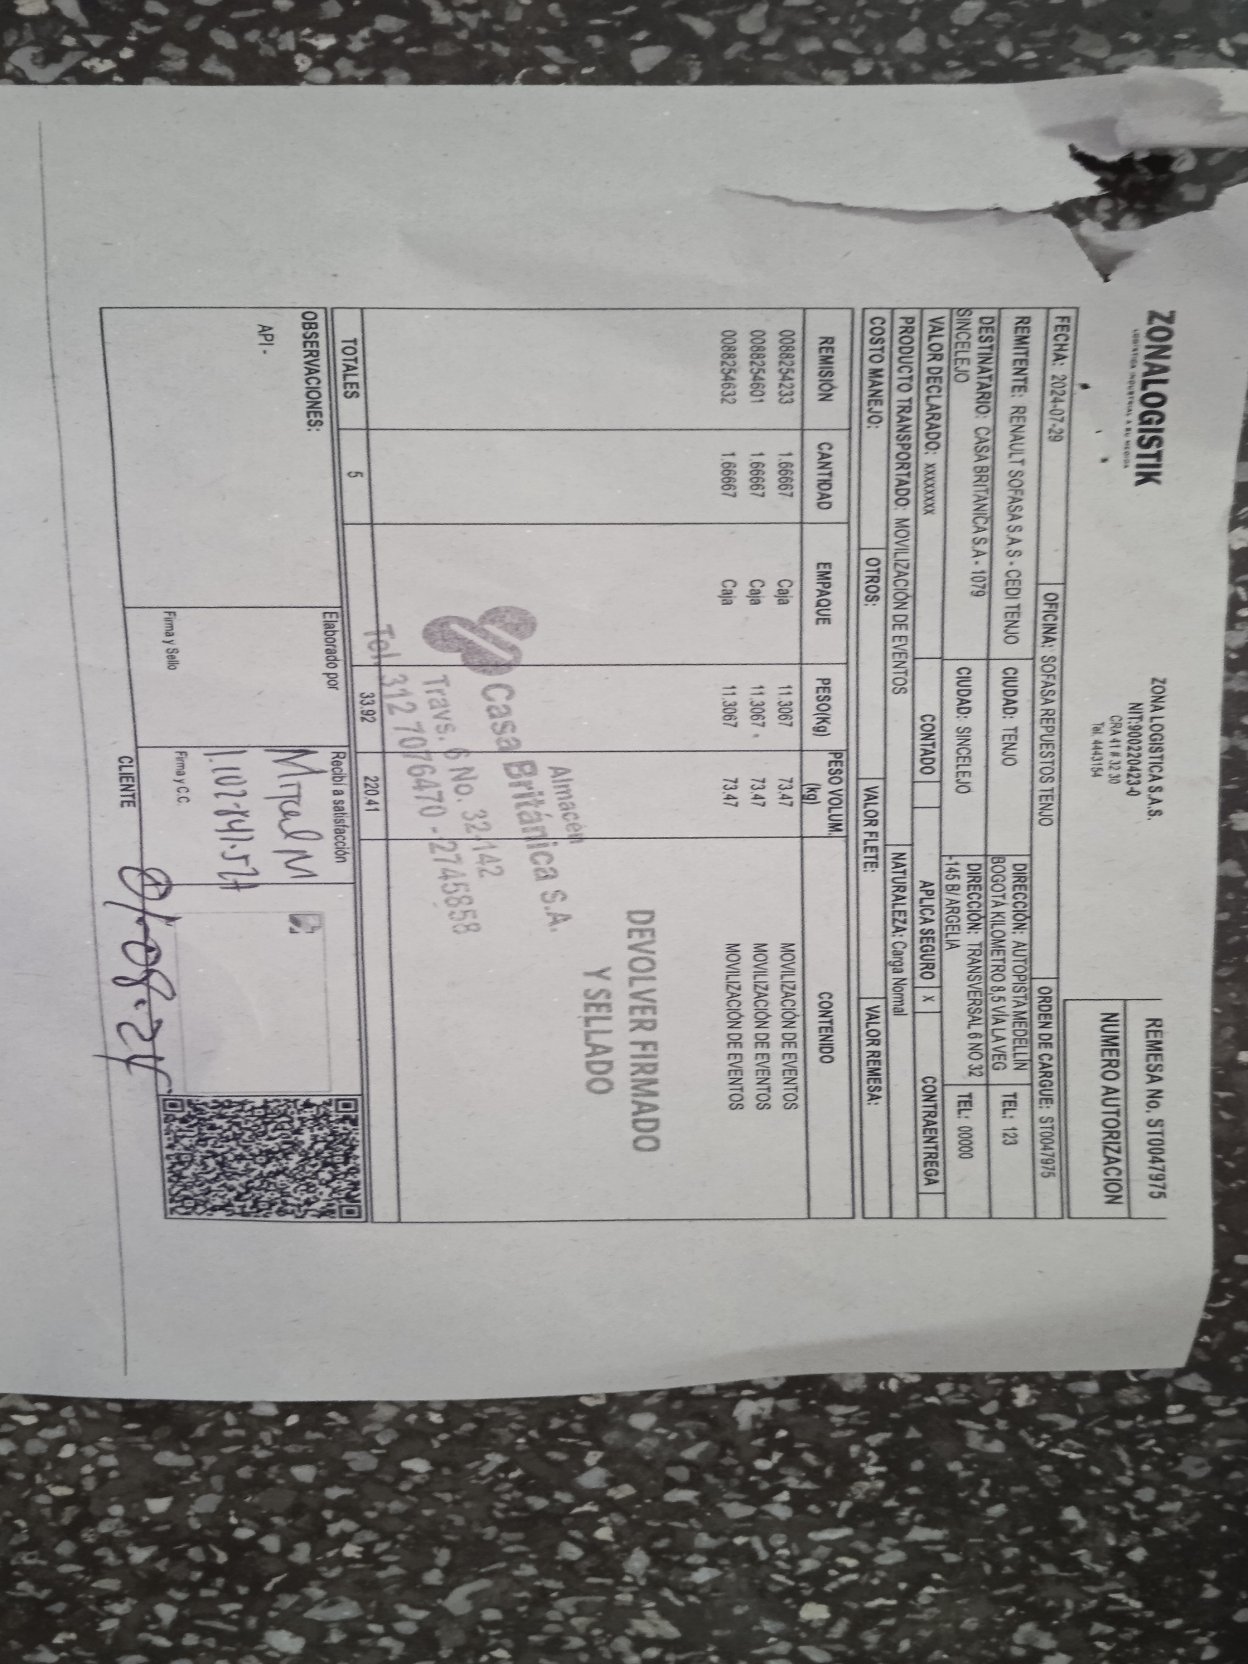 ZONALOGISTIK
LOGISTICA INDUSTRIAL A SU MEDIDA
ZONA LOGISTICA S.A.S.
NIT:900220423-0
CRA 41 # 32 30
Tel. 4443154
REMESA No. ST0047975
NUMERO AUTORIZACION
FECHA: 2024-07-29 OFICINA: SOFASA REPUESTOS TENJO ORDEN DE CARGUE: ST0047975
REMITENTE: RENAULT SOFASA S.A.S - CEDI TENJO CIUDAD: TENJO DIRECCIÓN: AUTOPISTA MEDELLIN BOGOTA KILOMETRO 8,5 VÍA LA VEG TEL: 123
DESTINATARIO: CASA BRITANICA S.A - 1079 SINCELEJO CIUDAD: SINCELEJO DIRECCIÓN: TRANSVERSAL 6 NO 32 -145 B/ ARGELIA TEL: 00000
VALOR DECLARADO: xxxxxxxx CONTADO APLICA SEGURO X CONTRAENTREGA
PRODUCTO TRANSPORTADO: MOVILIZACIÓN DE EVENTOS NATURALEZA: Carga Normal
COSTO MANEJO: OTROS: VALOR FLETE: VALOR REMESA:
REMISIÓN CANTIDAD EMPAQUE PESO(Kg) PESO VOLUM. (kg) CONTENIDO
0088254233 1.66667 Caja 11.3067 73.47 MOVILIZACIÓN DE EVENTOS
0088254601 1.66667 Caja 11.3067 73.47 MOVILIZACIÓN DE EVENTOS
0088254632 1.66667 Caja 11.3067 73.47 MOVILIZACIÓN DE EVENTOS
DEVOLVER FIRMADO
Y SELLADO
Almacén
Casa Británica S.A.
Travs. 6 No. 32-142
Tel 312 7076470 - 2745858
TOTALES 5 33.92 220.41
OBSERVACIONES:
API -
Elaborado por
Firma y Sello
Recibí a satisfacción
Firma y C.C.
CLIENTE